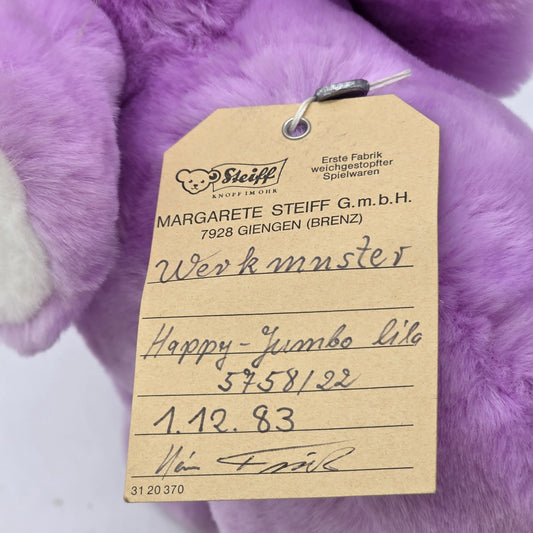 Steiff
KNOPF IM OHR
Erste Fabrik
weichgestopfter
Spielwaren
MARGARETE STEIFF G.m.b.H.
7928 GIENGEN (BRENZ)
Werkmuster
Happy-Jumbo lila
5758/22
1.12.83
31 20 370